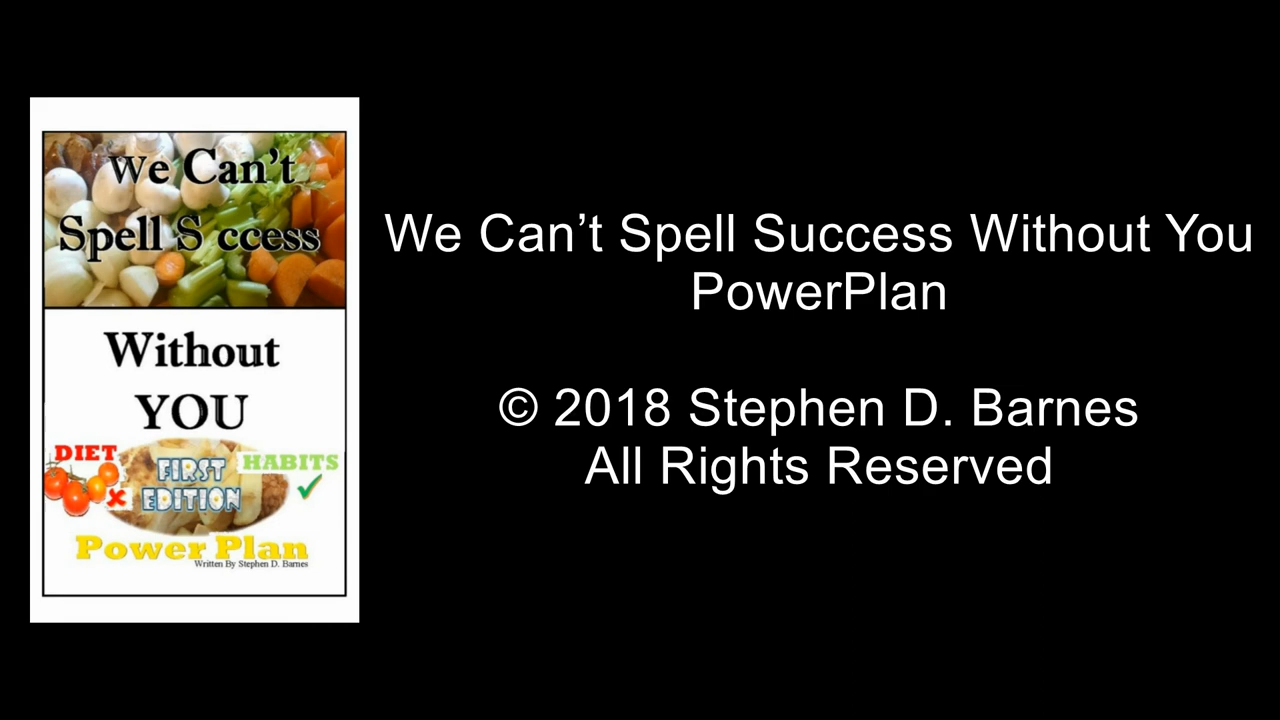 We Can't
Spell S ccess
Without
YOU
DIET
HABITS
FIRST
EDITION
Power Plan
Written By Stephen D. Barnes
We Can’t Spell Success Without You
PowerPlan
© 2018 Stephen D. Barnes
All Rights Reserved